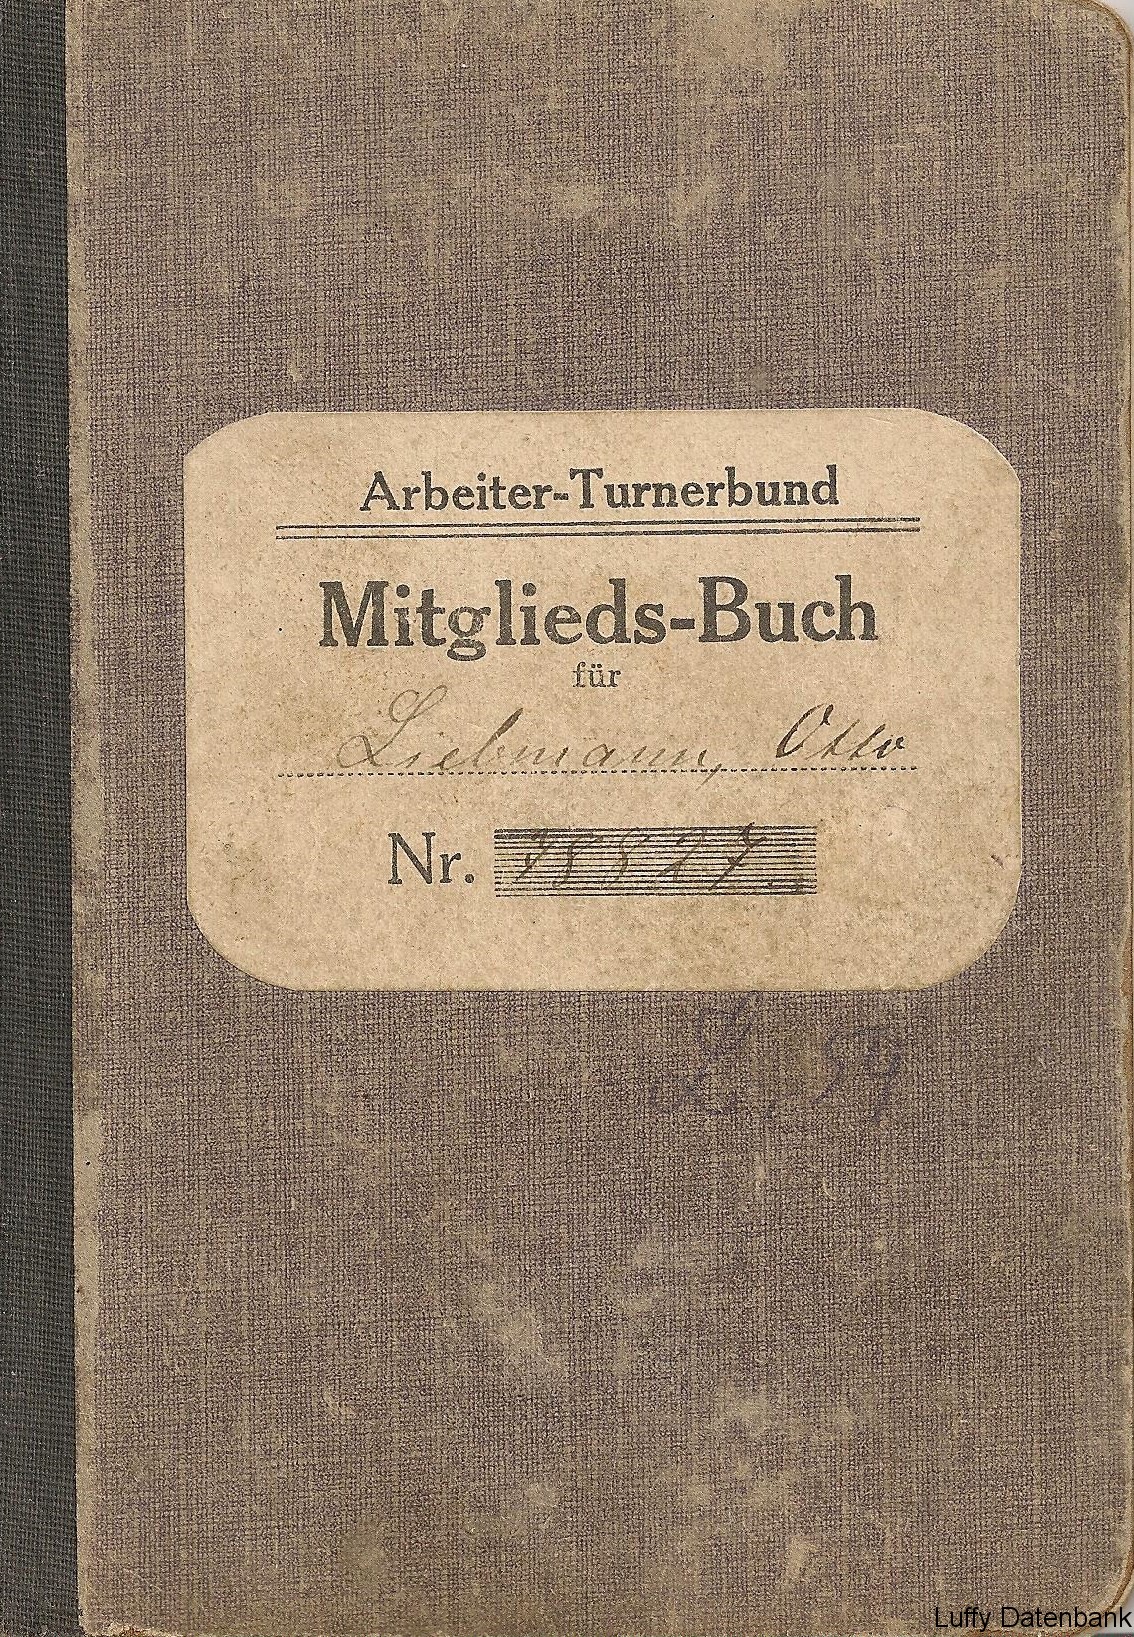 Arbeiter-Turnerbund
Mitglieds-Buch
für
Liebmann, Otto
Nr.
Luffy Datenbank